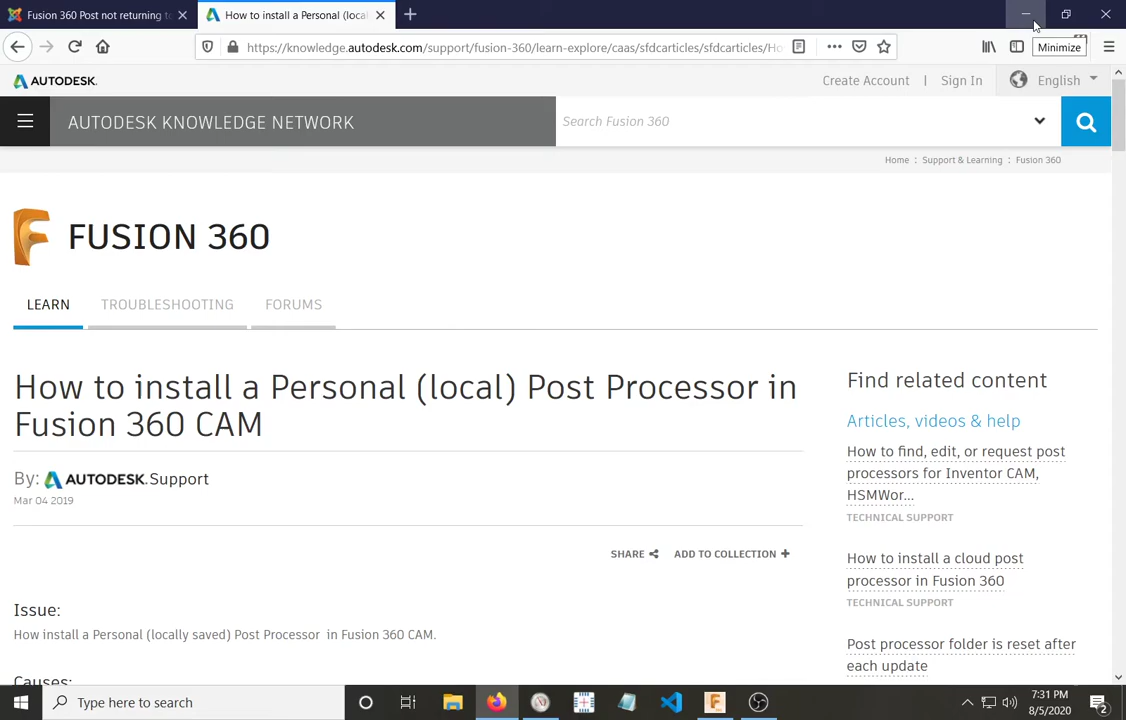 Fusion 360 Post not returning to
How to install a Personal (local
https://knowledge.autodesk.com/support/fusion-360/learn-explore/caas/sfdcarticles/sfdcarticles/Ho
Minimize
AUTODESK.
Create Account | Sign In English
AUTODESK KNOWLEDGE NETWORK
Search Fusion 360
Home : Support & Learning : Fusion 360
FUSION 360
LEARN TROUBLESHOOTING FORUMS
How to install a Personal (local) Post Processor in
Fusion 360 CAM
By: AUTODESK.Support
Mar 04 2019
SHARE ADD TO COLLECTION +
Issue:
How install a Personal (locally saved) Post Processor in Fusion 360 CAM.
Causes:
Find related content
Articles, videos & help
How to find, edit, or request post
processors for Inventor CAM,
HSMWor...
TECHNICAL SUPPORT
How to install a cloud post
processor in Fusion 360
TECHNICAL SUPPORT
Post processor folder is reset after
each update
Type here to search
7:31 PM
8/5/2020
2